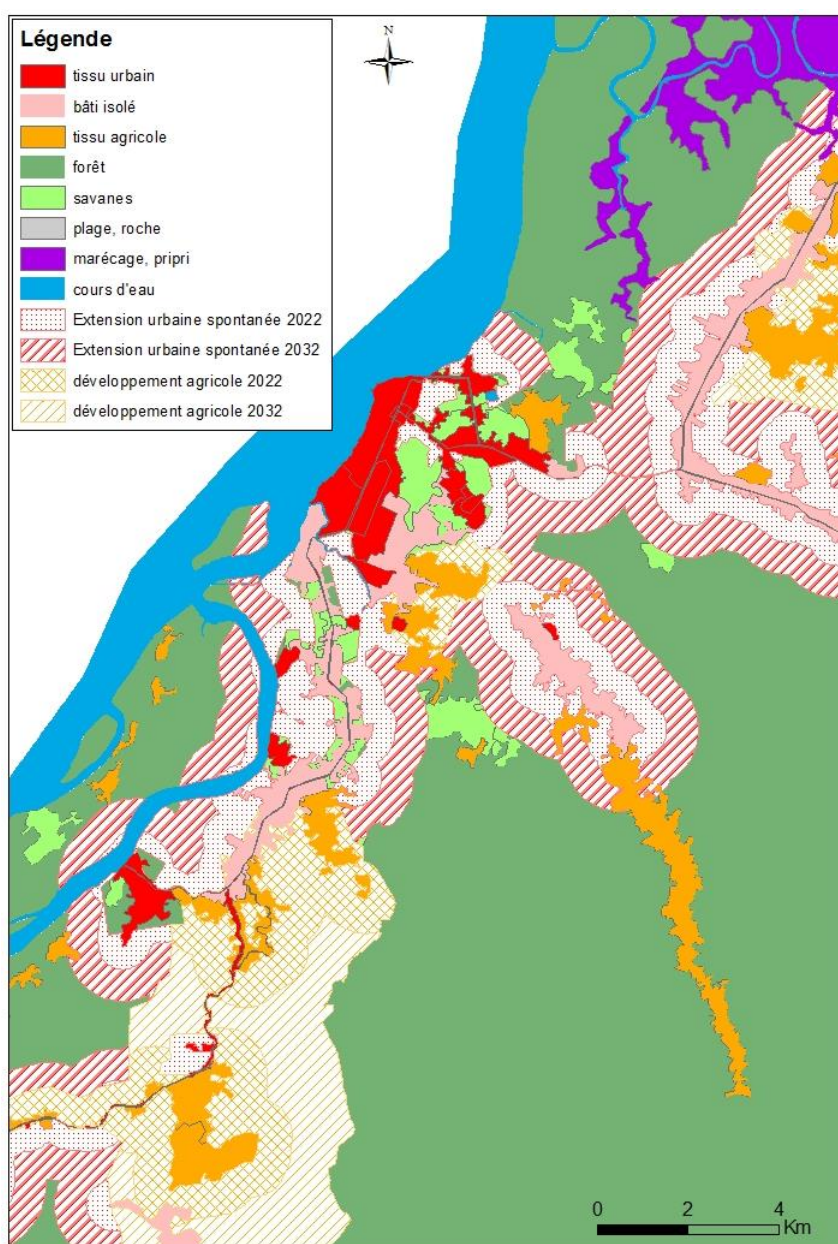 Légende
N
tissu urbain
bâti isolé
tissu agricole
forêt
savanes
plage, roche
marécage, pripri
cours d'eau
Extension urbaine spontanée 2022
Extension urbaine spontanée 2032
développement agricole 2022
développement agricole 2032
0 2 4
Km